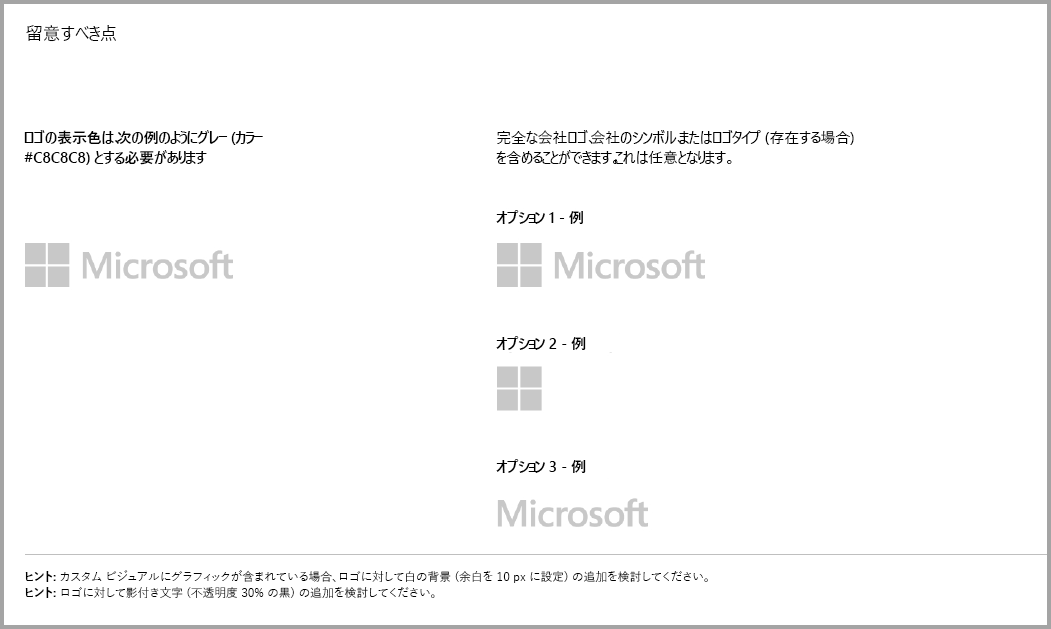 留意すべき点
ロゴの表示色は、次の例のようにグレー (カラー
#C8C8C8) とする必要があります
Microsoft
完全な会社ロゴ、会社のシンボルまたはロゴタイプ (存在する場合)
を含めることができます。これは任意となります。
オプション 1 - 例
Microsoft
オプション 2 - 例
オプション 3 - 例
Microsoft
ヒント: カスタム ビジュアルにグラフィックが含まれている場合、ロゴに対して白の背景 (余白を 10 px に設定) の追加を検討してください。
ヒント: ロゴに対して影付き文字 (不透明度 30% の黒) の追加を検討してください。